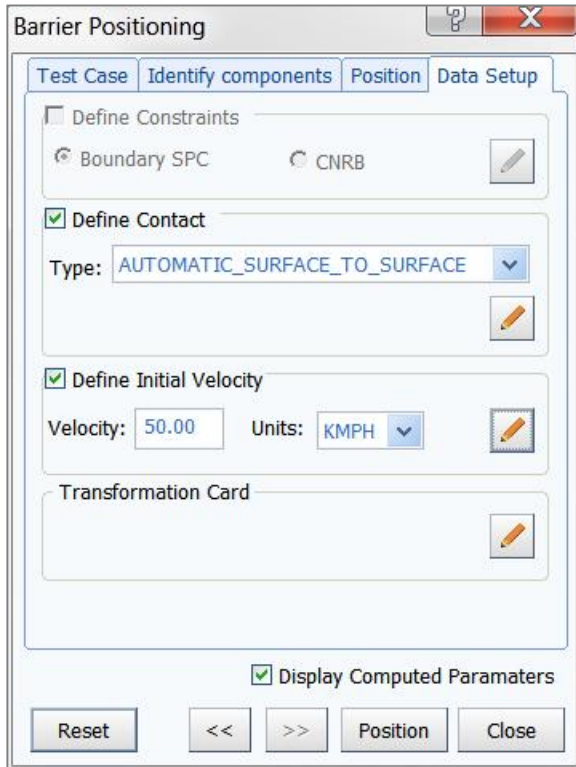 Barrier Positioning ? X
Test Case Identify components Position Data Setup
Define Constraints
Boundary SPC CNRB
Define Contact
Type: AUTOMATIC_SURFACE_TO_SURFACE
Define Initial Velocity
Velocity: 50.00 Units: KMPH
Transformation Card
Display Computed Paramaters
Reset << >> Position Close